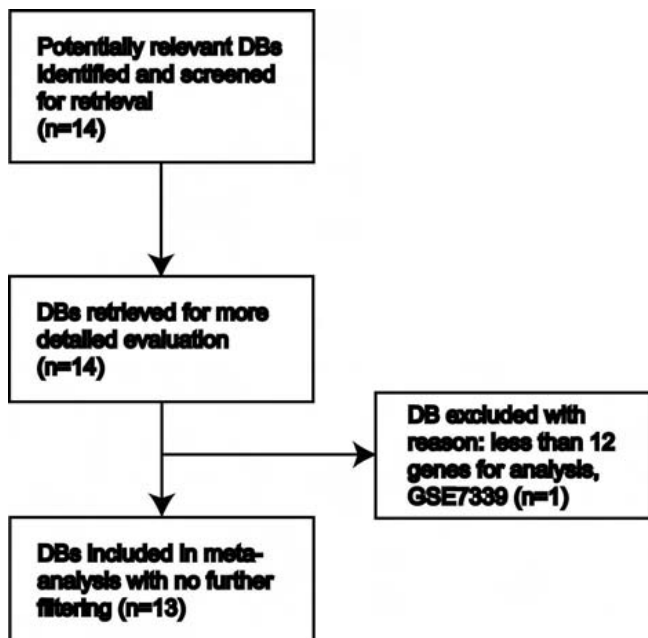 Potentially relevant DBs
identified and screened
for retrieval
(n=14)
DBs retrieved for more
detailed evaluation
(n=14)
DB excluded with
reason: less than 12
genes for analysis,
GSE7339 (n=1)
DBs included in meta-
analysis with no further
filtering (n=13)